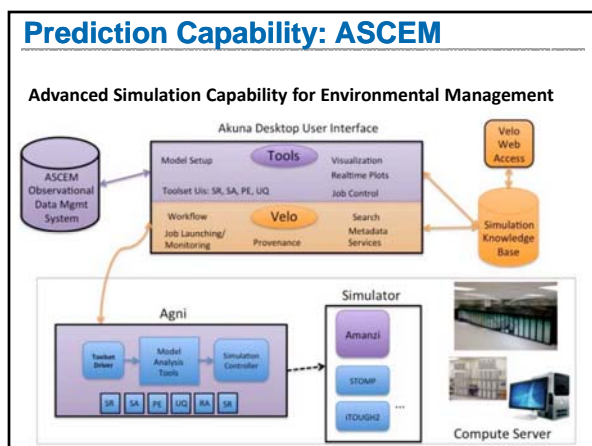 Prediction Capability: ASCEM
Advanced Simulation Capability for Environmental Management
Akuna Desktop User Interface
ASCEM
Observational
Data Mgmt
System
Model Setup
Tools
Visualization
Realtime Plots
Toolset Uis: SR, SA, PE, UQ
Job Control
Workflow
Velo
Search
Job Launching/
Monitoring
Provenance
Metadata
Services
Velo
Web
Access
Simulation
Knowledge
Base
Agni
Toolset
Driver
Model
Analysis
Tools
Simulation
Controller
SR
SA
PE
UQ
RA
SR
Simulator
Amanzi
STOMP
iTOUGH2
...
Compute Server